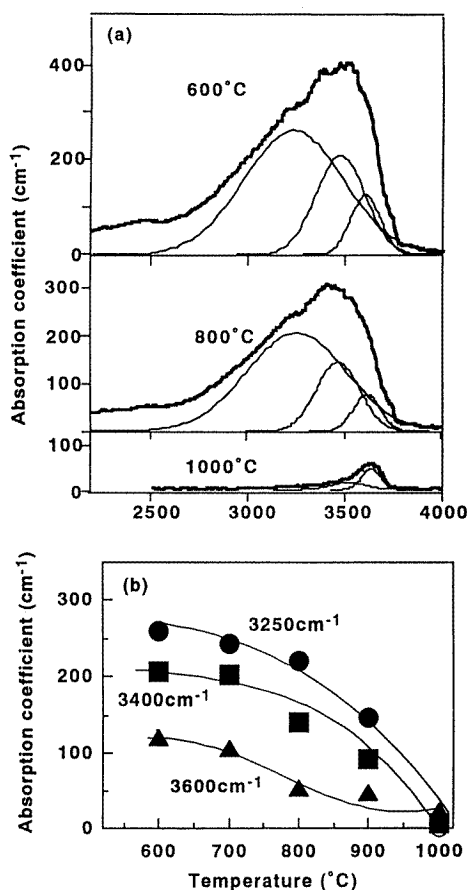 (a)
400
600°C
200
0
300
800°C
200
100
0
100
1000°C
0
2500 3000 3500 4000
Absorption coefficient (cm-1)
(b)
300
3250cm-1
200
3400cm-1
100
3600cm-1
0
600 700 800 900 1000
Absorption coefficient (cm-1)
Temperature (°C)